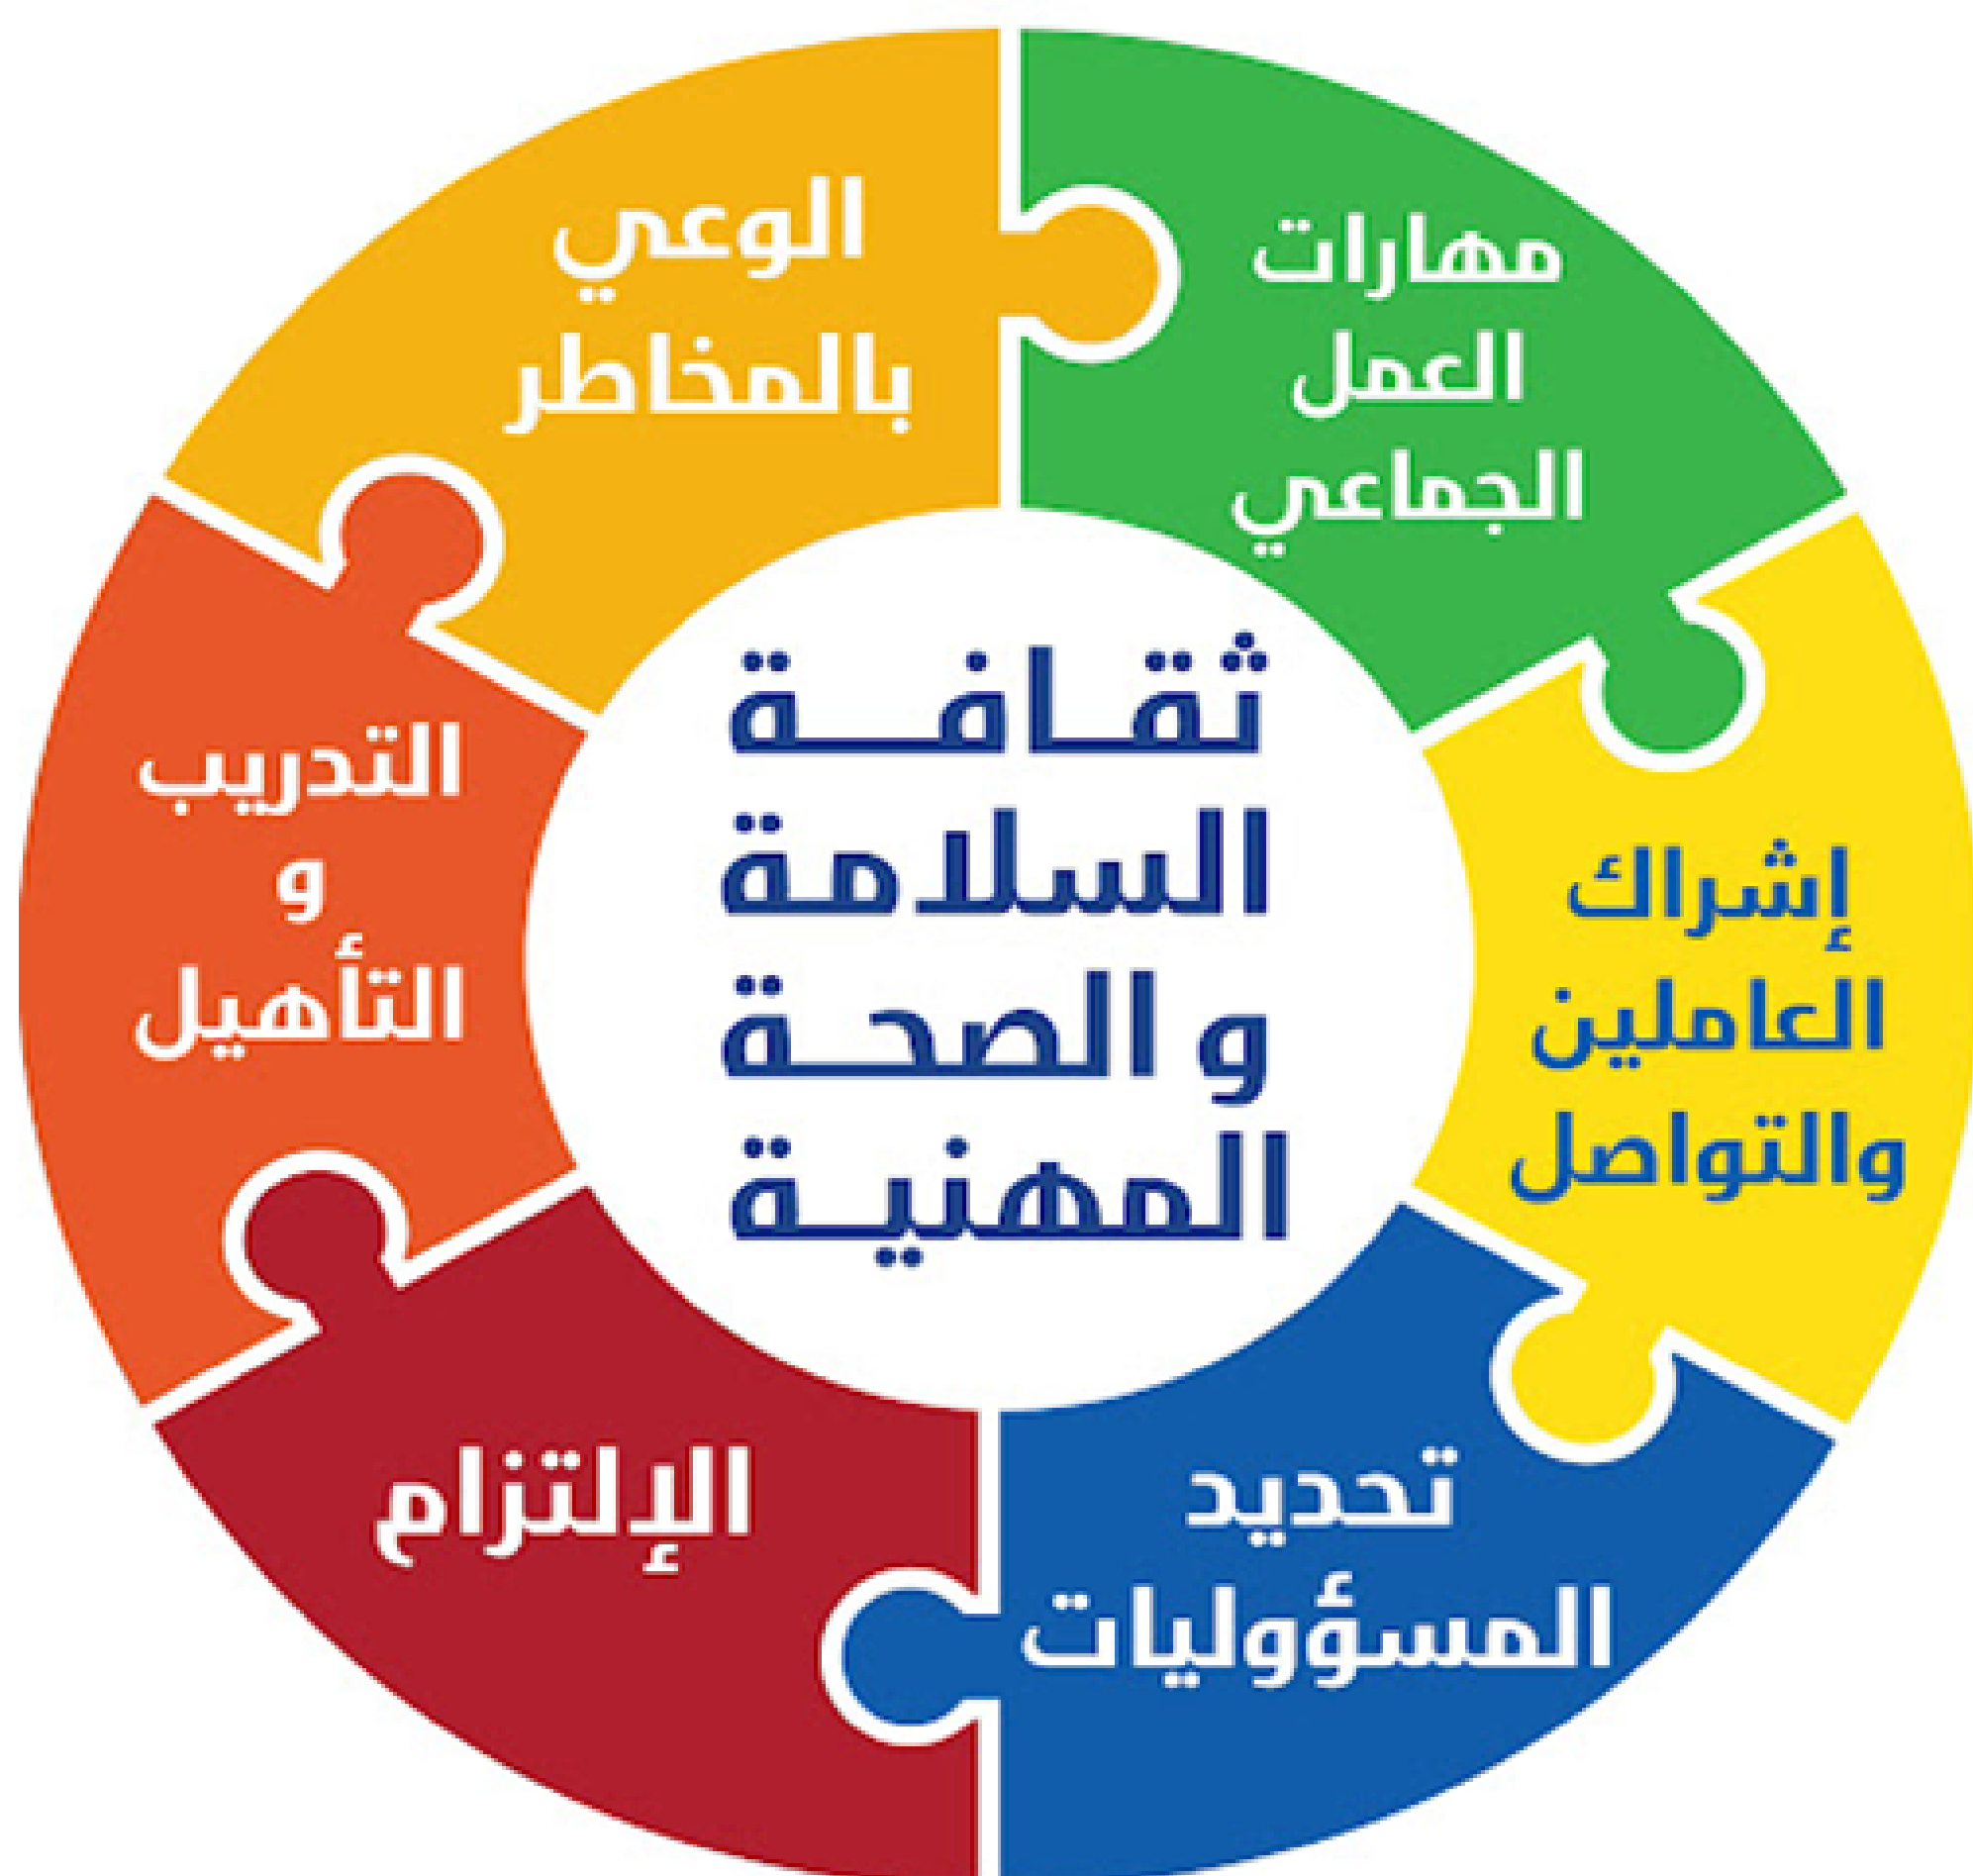 ثقافة
السلامة
و الصحة
المهنية
مهارات
العمل
الجماعي
إشراك
العاملين
والتواصل
تحديد
المسؤوليات
الإلتزام
التدريب
و
التأهيل
الوعي
بالمخاطر